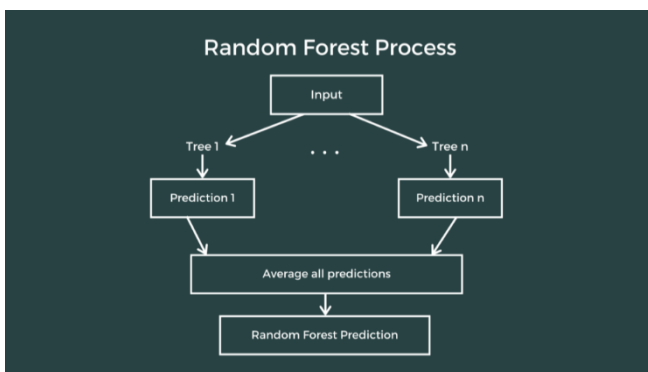 Random Forest Process
Input
Tree 1
. . .
Tree n
Prediction 1
Prediction n
Average all predictions
Random Forest Prediction